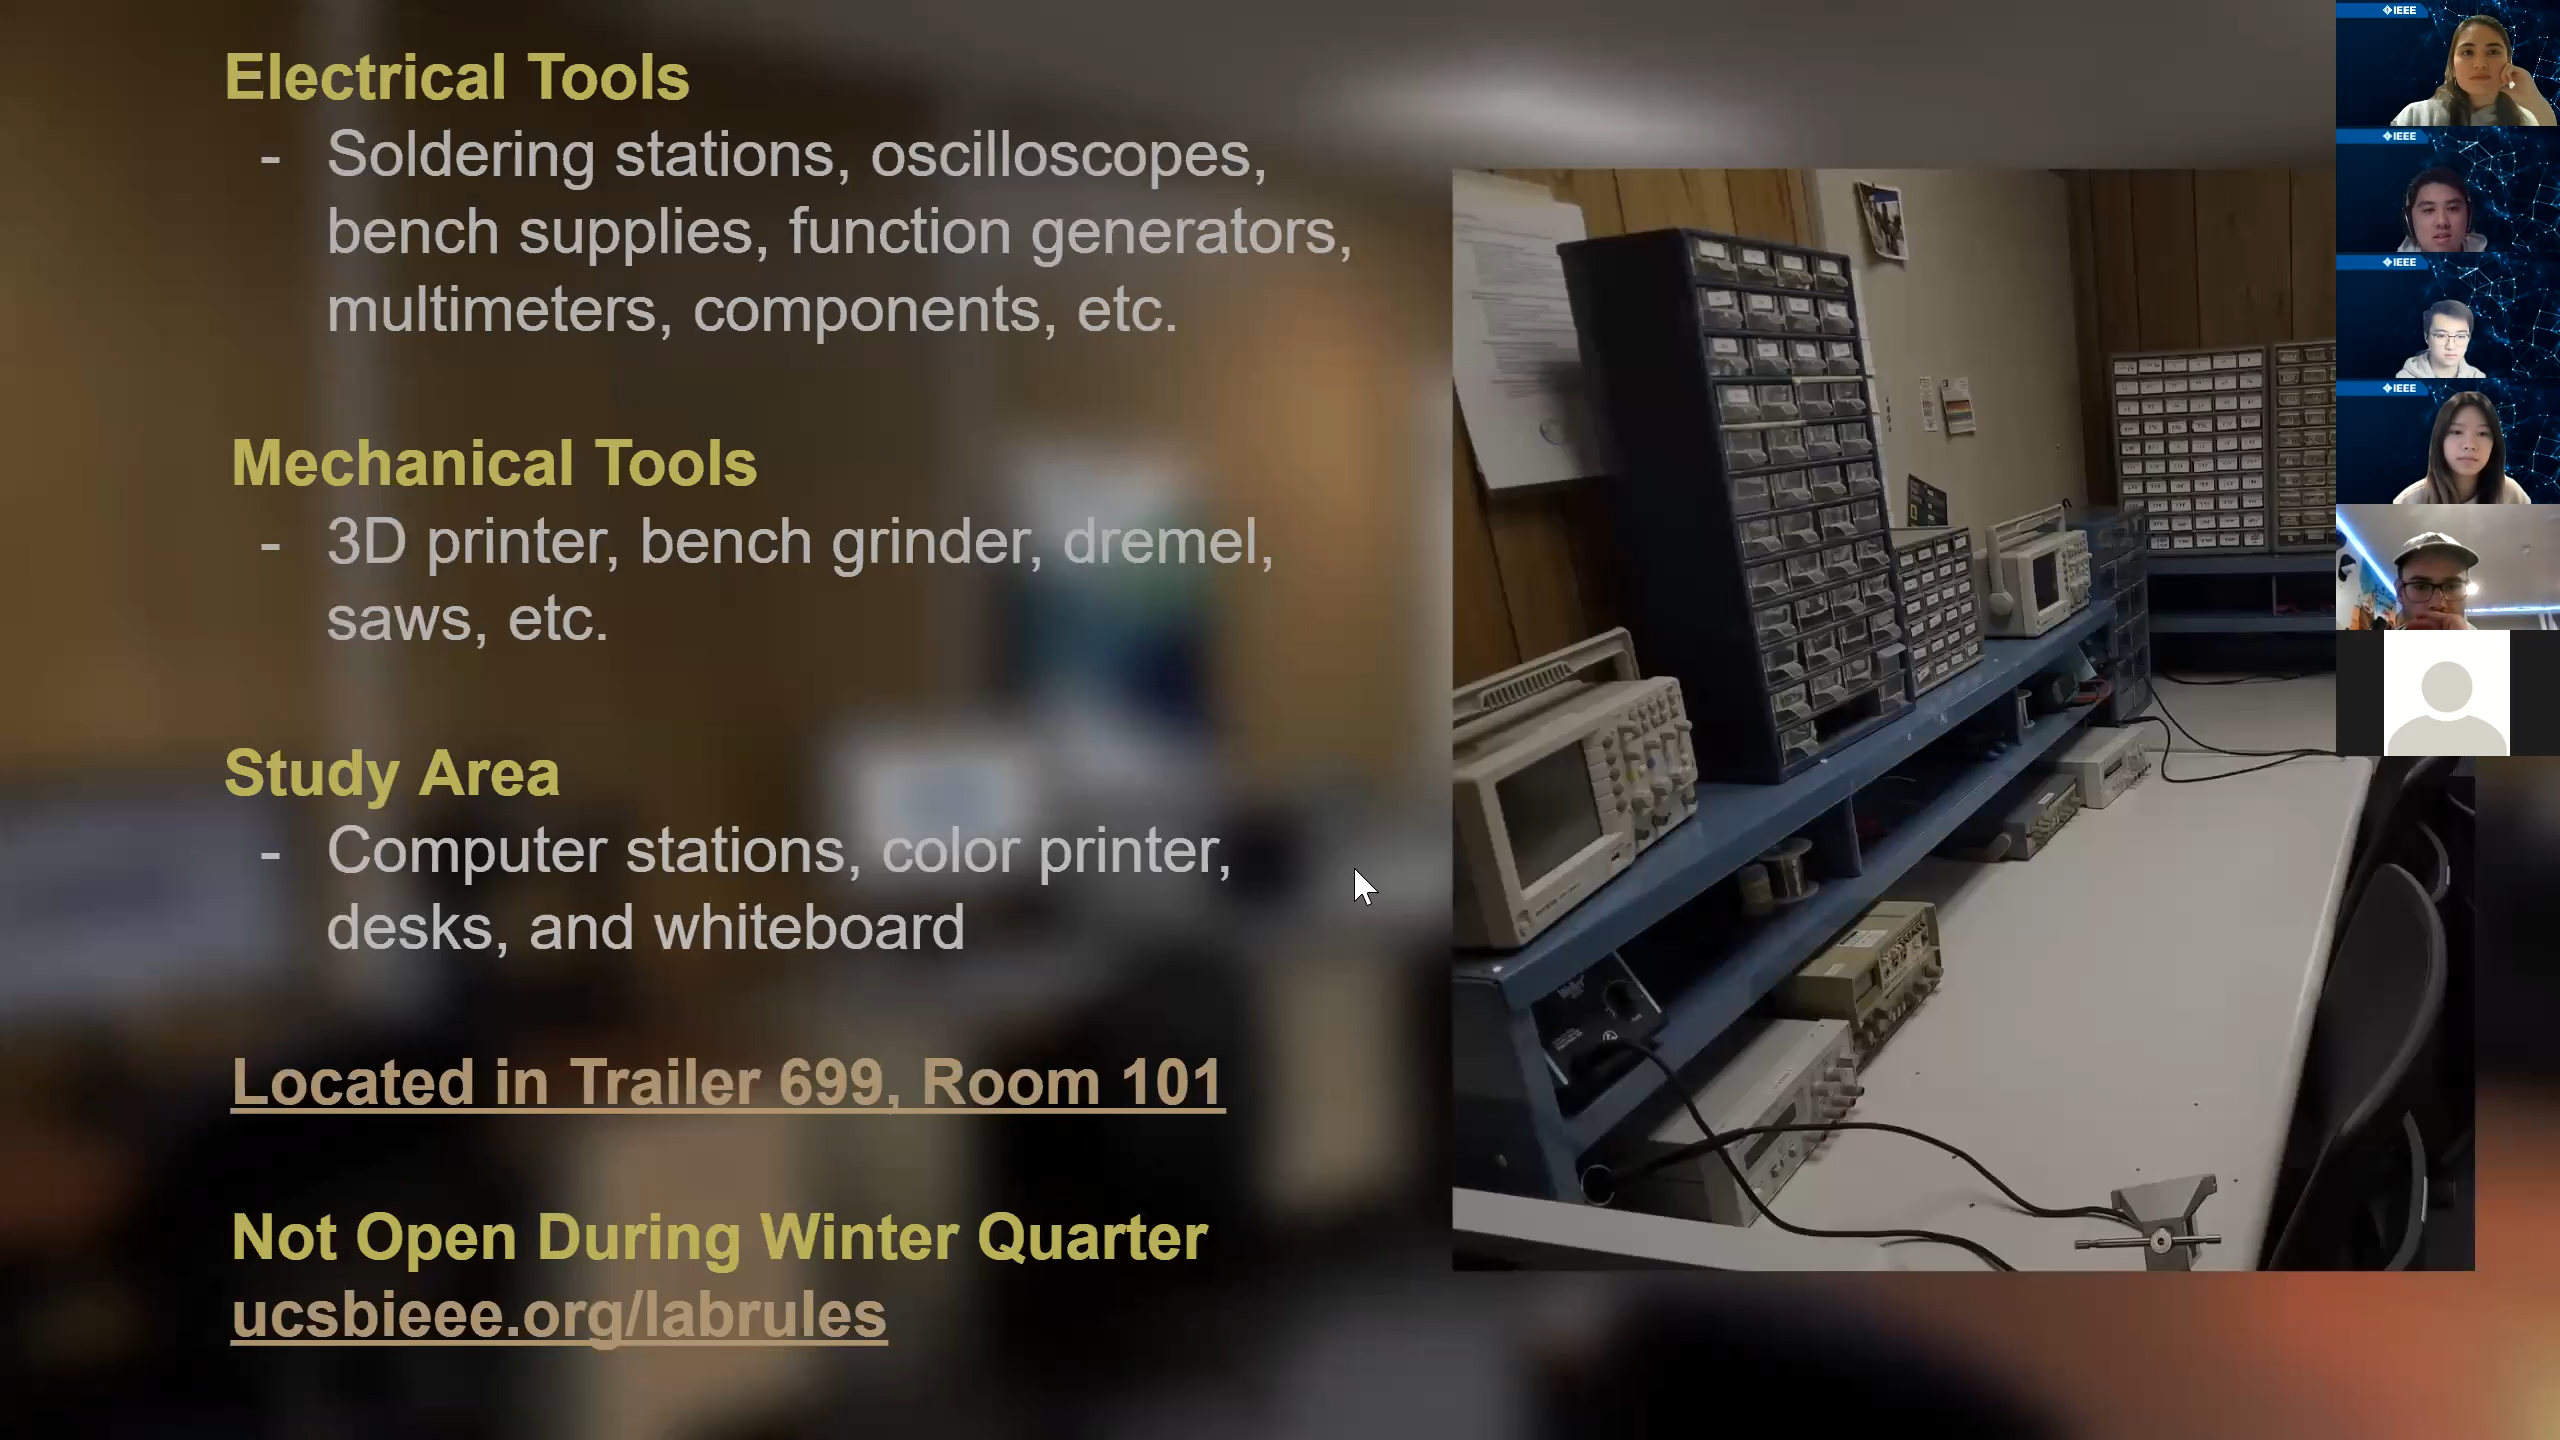 Electrical Tools
- Soldering stations, oscilloscopes,
bench supplies, function generators,
multimeters, components, etc.
Mechanical Tools
- 3D printer, bench grinder, dremel,
saws, etc.
Study Area
- Computer stations, color printer,
desks, and whiteboard
Located in Trailer 699, Room 101
Not Open During Winter Quarter
ucsbieee.org/labrules
IEEE
IEEE
IEEE
IEEE